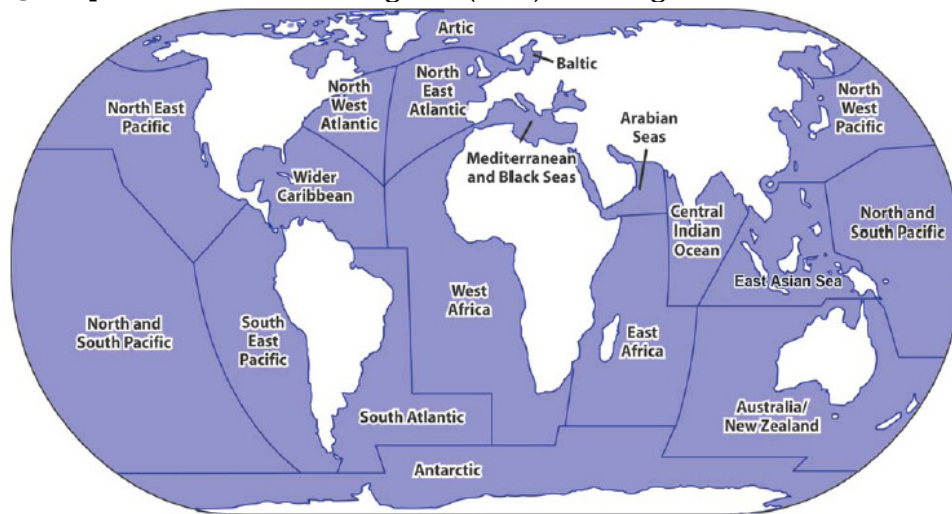 Artic
Baltic
North East
Pacific
North
West
Atlantic
North
East
Atlantic
North
West
Pacific
Arabian
Seas
Mediterranean
and Black Seas
Wider
Caribbean
Central
Indian
Ocean
North and
South Pacific
East Asian Sea
West
Africa
North and
South Pacific
South
East
Pacific
East
Africa
South Atlantic
Australia/
New Zealand
Antarctic